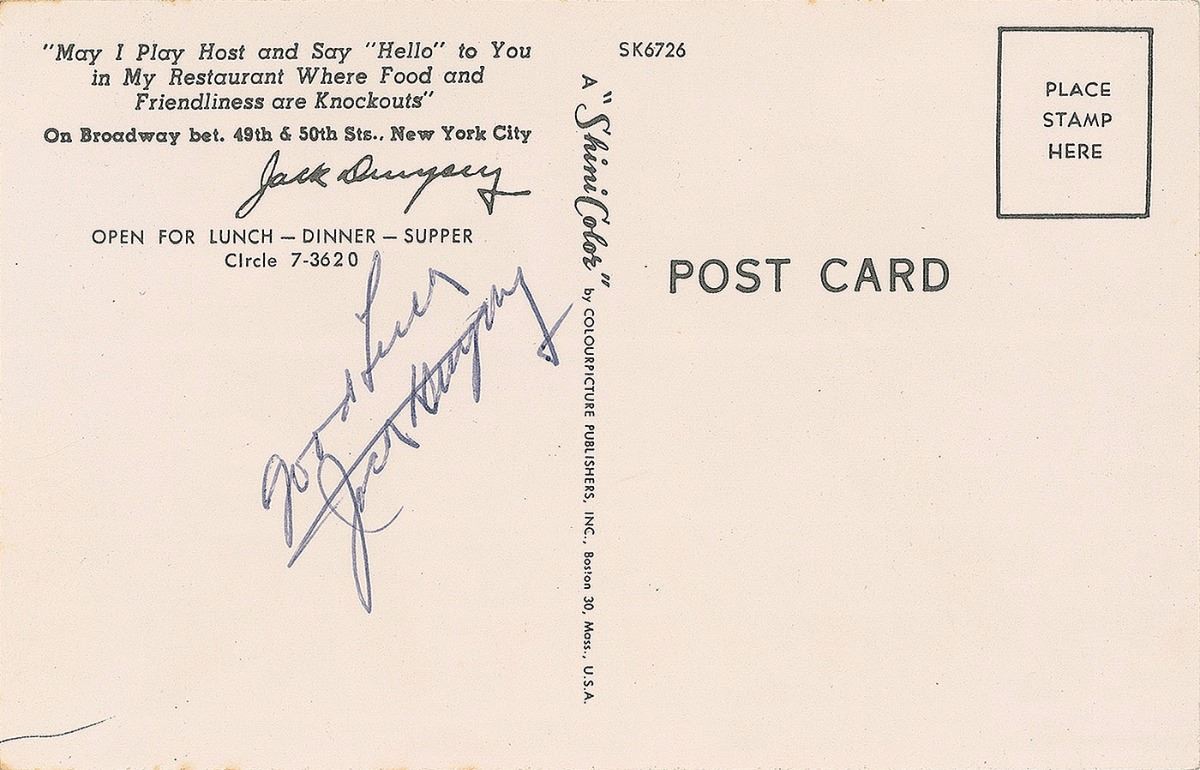 "May I Play Host and Say "Hello" to You
in My Restaurant Where Food and
Friendliness are Knockouts"
On Broadway bet. 49th & 50th Sts., New York City
Jack Dempsey
OPEN FOR LUNCH — DINNER — SUPPER
CIrcle 7-3620
good Luck
Jack Dempsey
SK6726
A "ShiniColor" by COLOURPICTURE PUBLISHERS, INC., Boston 30, Mass., U.S.A.
PLACE
STAMP
HERE
POST CARD